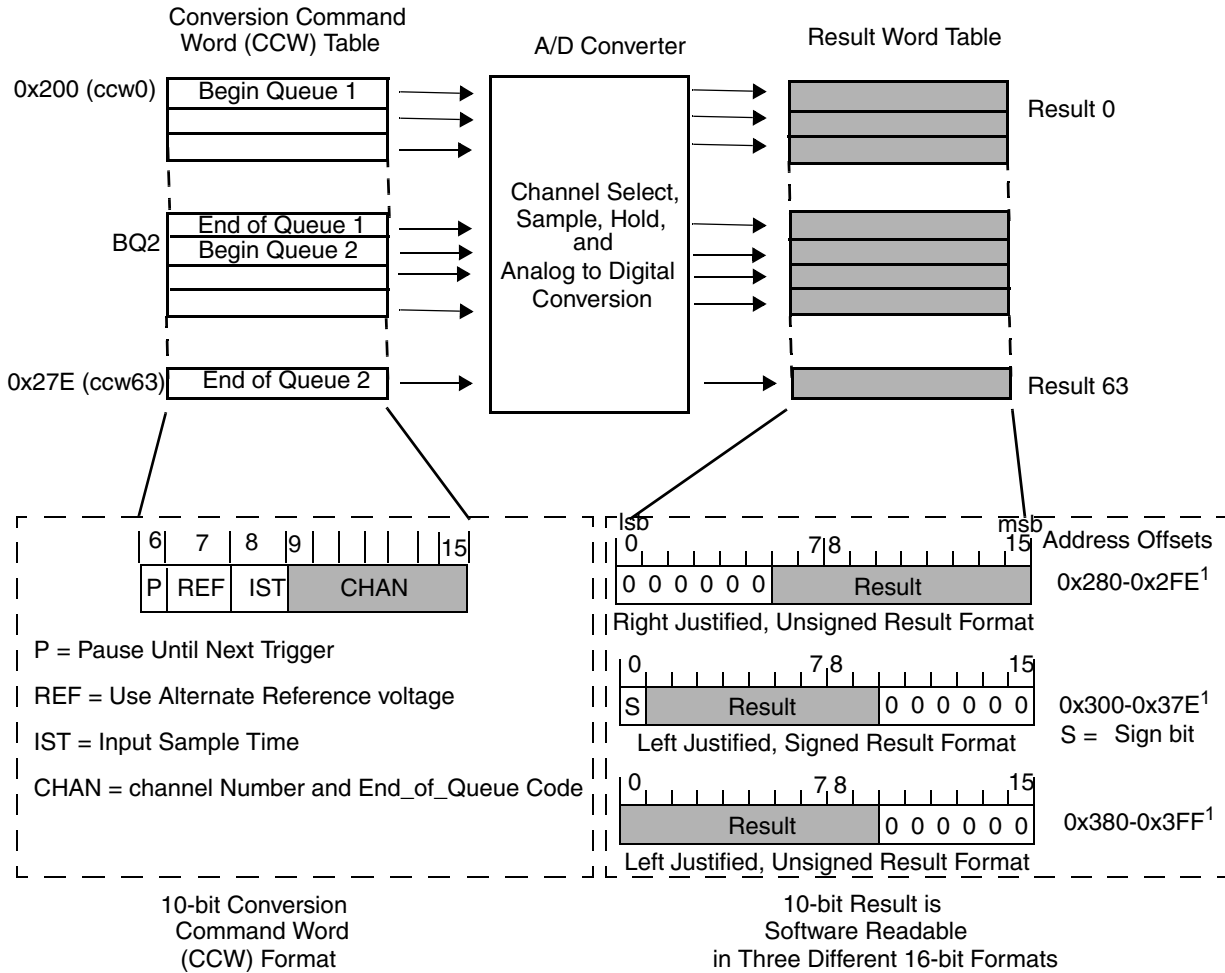 Conversion Command
Word (CCW) Table
A/D Converter
Result Word Table
0x200 (ccw0)
Begin Queue 1
Result 0
Channel Select,
Sample, Hold,
and
Analog to Digital
Conversion
End of Queue 1
BQ2
Begin Queue 2
0x27E (ccw63)
End of Queue 2
Result 63
6 7 8 9 15
P REF IST CHAN
P = Pause Until Next Trigger
REF = Use Alternate Reference voltage
IST = Input Sample Time
CHAN = channel Number and End_of_Queue Code
10-bit Conversion
Command Word
(CCW) Format
lsb msb
0 7 8 15 Address Offsets
0 0 0 0 0 0 Result 0x280-0x2FE1
Right Justified, Unsigned Result Format
0 7 8 15
S Result 0 0 0 0 0 0 0x300-0x37E1
S = Sign bit
Left Justified, Signed Result Format
0 7 8 15
Result 0 0 0 0 0 0 0x380-0x3FF1
Left Justified, Unsigned Result Format
10-bit Result is
Software Readable
in Three Different 16-bit Formats